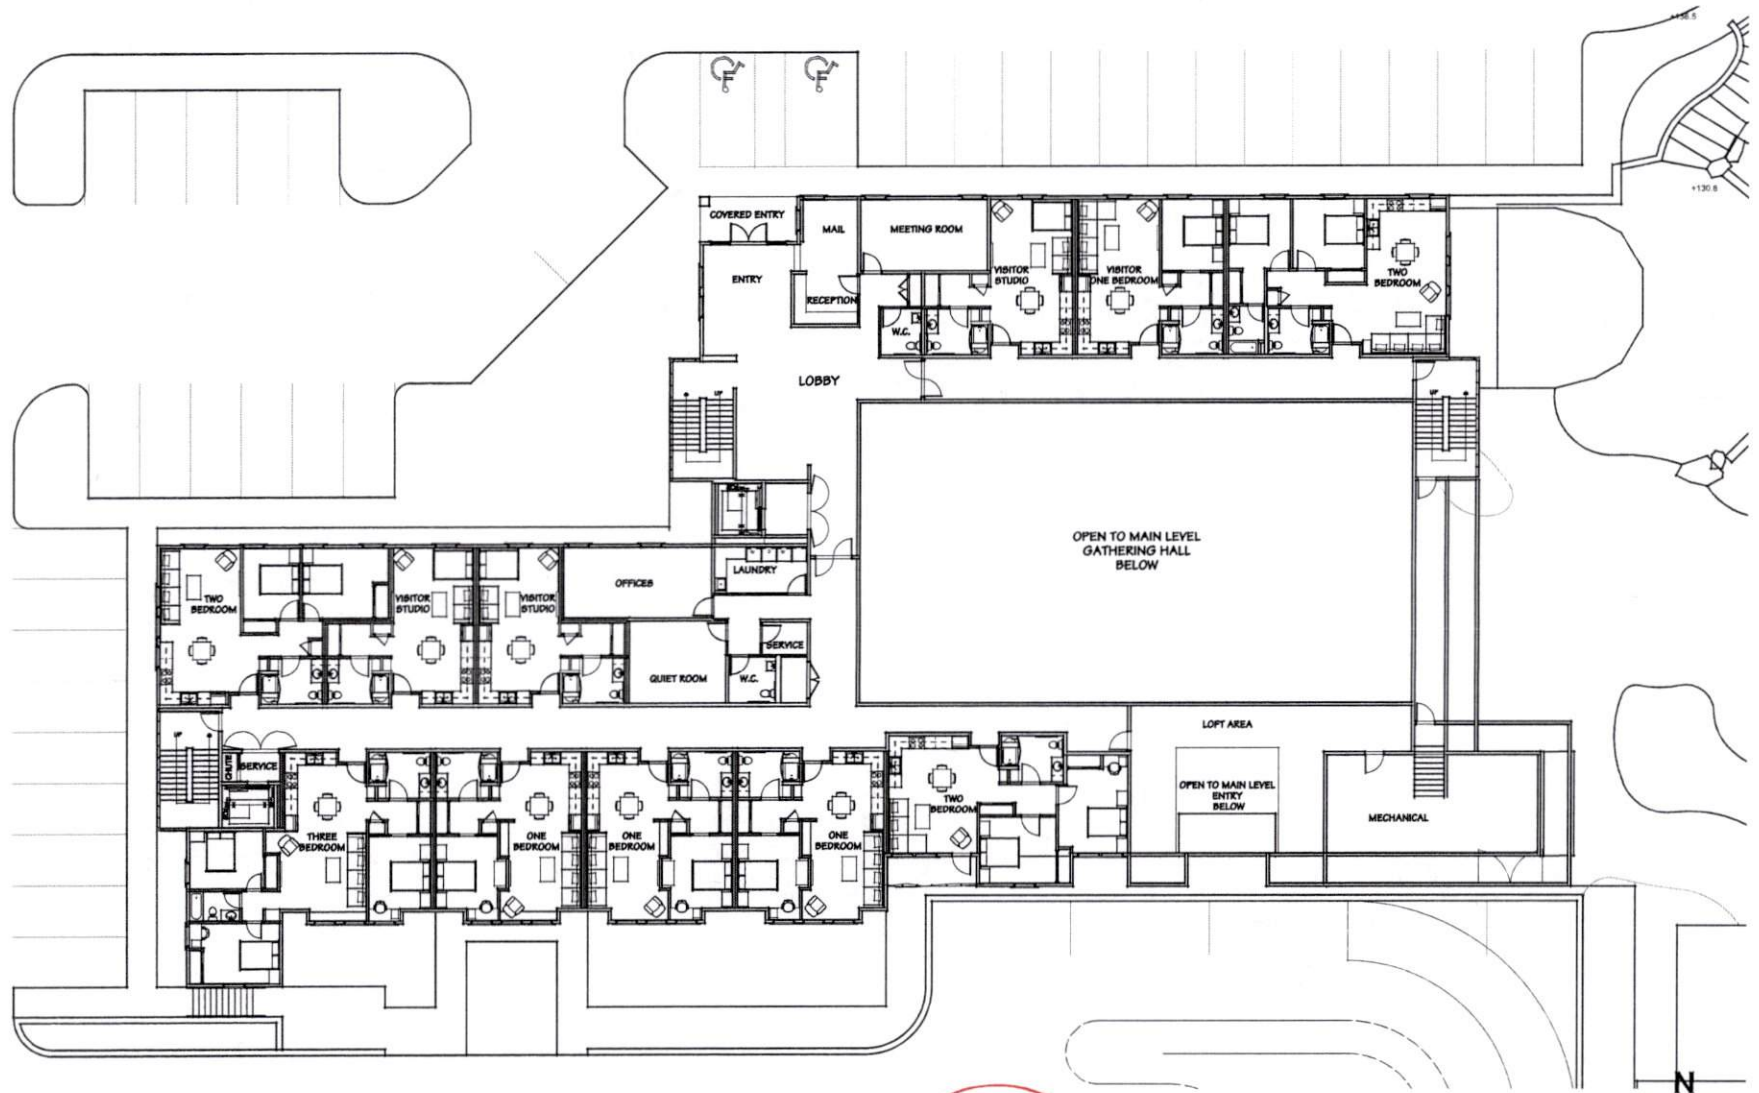 +136.5
+130.6
COVERED ENTRY
MAIL
MEETING ROOM
ENTRY
RECEPTION
W.C.
VISITOR
STUDIO
VISITOR
ONE BEDROOM
TWO
BEDROOM
LOBBY
UP
UP
OPEN TO MAIN LEVEL
GATHERING HALL
BELOW
TWO
BEDROOM
VISITOR
STUDIO
VISITOR
STUDIO
OFFICES
LAUNDRY
SERVICE
QUIET ROOM
W.C.
UP
CHUTE
SERVICE
THREE
BEDROOM
ONE
BEDROOM
ONE
BEDROOM
ONE
BEDROOM
TWO
BEDROOM
LOFT AREA
OPEN TO MAIN LEVEL
ENTRY
BELOW
MECHANICAL
N